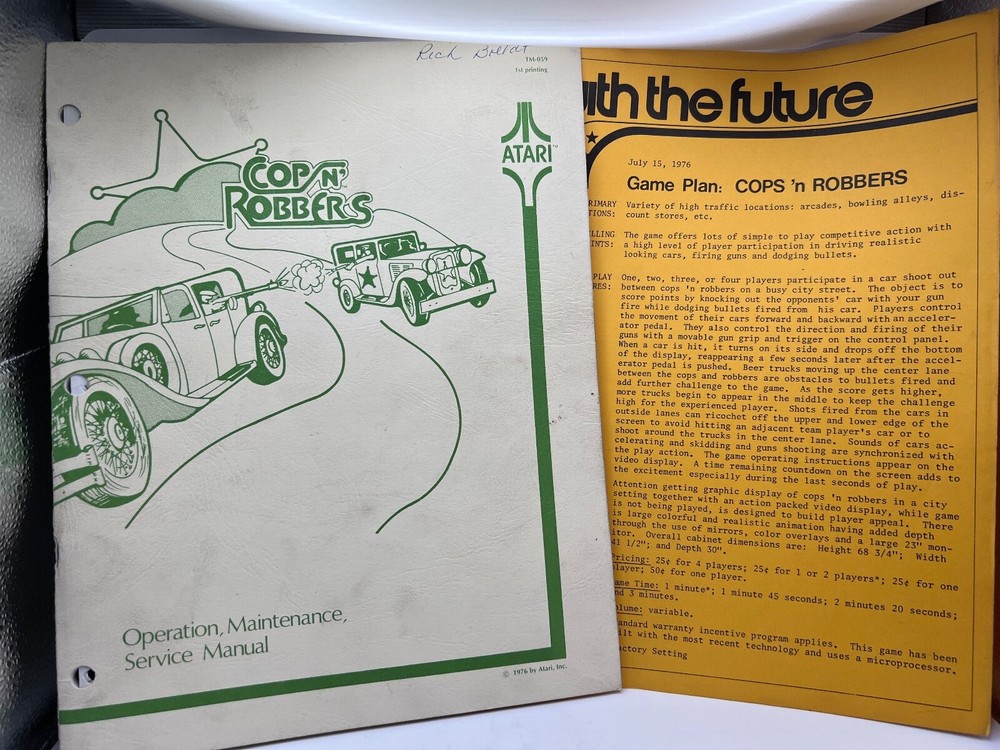 Rich
TM-059
1st printing
ATARI™
COPS N'
ROBBERS
Operation, Maintenance,
Service Manual
© 1976 by Atari, Inc.
ith the future
July 15, 1976
Game Plan: COPS 'n ROBBERS
RIMARY Variety of high traffic locations: arcades, bowling alleys, dis-
TIONS: count stores, etc.
LLING The game offers lots of simple to play competitive action with
INTS: a high level of player participation in driving realistic
looking cars, firing guns and dodging bullets.
PLAY One, two, three, or four players participate in a car shoot out
RES: between cops 'n robbers on a busy city street. The object is to
score points by knocking out the opponents' car with your gun
fire while dodging bullets fired from his car. Players control
the movement of their cars forward and backward with an acceler-
ator pedal. They also control the direction and firing of their
guns with a movable gun grip and trigger on the control panel.
When a car is hit, it turns on its side and drops off the bottom
of the display, reappearing a few seconds later after the accel-
erator pedal is pushed. Beer trucks moving up the center lane
between the cops and robbers are obstacles to bullets fired and
add further challenge to the game. As the score gets higher,
more trucks begin to appear in the middle to keep the challenge
high for the experienced player. Shots fired from the cars in
outside lanes can ricochet off the upper and lower edge of the
screen to avoid hitting an adjacent team player's car or to
shoot around the trucks in the center lane. Sounds of cars ac-
celerating and skidding and guns shooting are synchronized with
the play action. The game operating instructions appear on the
video display. A time remaining countdown on the screen adds to
the excitement especially during the last seconds of play.
Attention getting graphic display of cops 'n robbers in a city
setting together with an action packed video display, while game
is not being played, is designed to build player appeal. There
is large colorful and realistic animation having added depth
through the use of mirrors, color overlays and a large 23" mon-
itor. Overall cabinet dimensions are: Height 68 3/4"; Width
41 1/2"; and Depth 30".
Pricing: 25¢ for 4 players; 25¢ for 1 or 2 players*; 25¢ for one
player; 50¢ for one player.
ame Time: 1 minute*; 1 minute 45 seconds; 2 minutes 20 seconds;
nd 3 minutes.
olume: variable.
tandard warranty incentive program applies. This game has been
ilt with the most recent technology and uses a microprocessor.
actory Setting